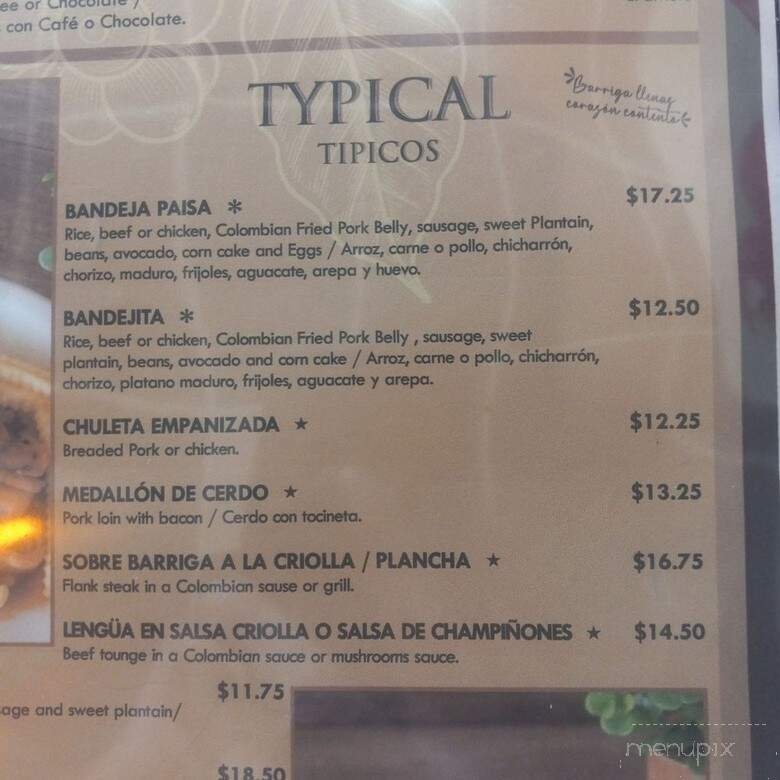 ee or Chocolate /
con Café o Chocolate.
TYPICAL
Barriga llena,
corazón contento
TIPICOS
BANDEJA PAISA * $17.25
Rice, beef or chicken, Colombian Fried Pork Belly, sausage, sweet Plantain,
beans, avocado, corn cake and Eggs / Arroz, carne o pollo, chicharrón,
chorizo, maduro, frijoles, aguacate, arepa y huevo.
BANDEJITA * $12.50
Rice, beef or chicken, Colombian Fried Pork Belly , sausage, sweet
plantain, beans, avocado and corn cake / Arroz, carne o pollo, chicharrón,
chorizo, platano maduro, frijoles, aguacate y arepa.
CHULETA EMPANIZADA ★ $12.25
Breaded Pork or chicken.
MEDALLÓN DE CERDO ★ $13.25
Pork loin with bacon / Cerdo con tocineta.
SOBRE BARRIGA A LA CRIOLLA / PLANCHA ★ $16.75
Flank steak in a Colombian sause or grill.
LENGÜA EN SALSA CRIOLLA O SALSA DE CHAMPIÑONES ★ $14.50
Beef tounge in a Colombian sauce or mushrooms sauce.
$11.75
sage and sweet plantain/
$18.50
menupix